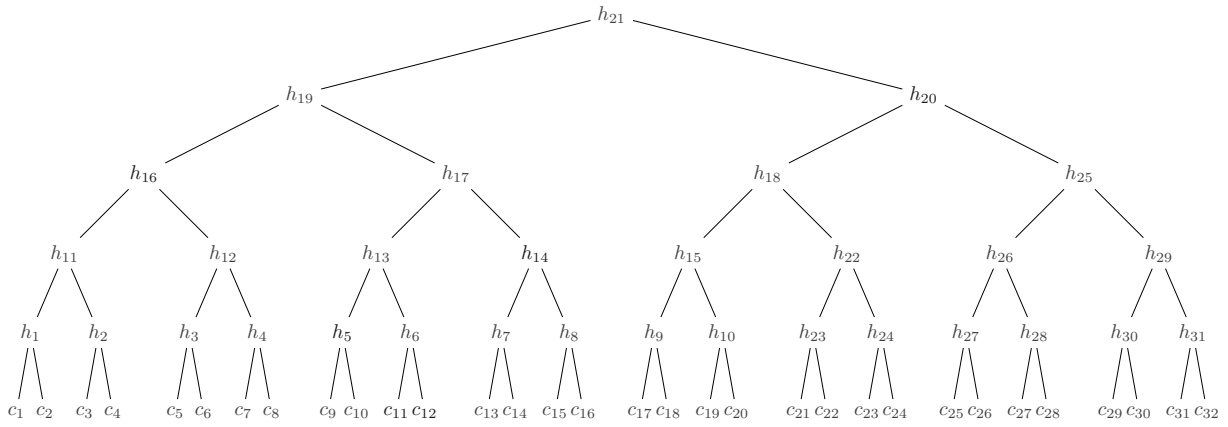 h₂₁
h₁₉ h₂₀
h₁₆ h₁₇ h₁₈ h₂₅
h₁₁ h₁₂ h₁₃ h₁₄ h₁₅ h₂₂ h₂₆ h₂₉
h₁ h₂ h₃ h₄ h₅ h₆ h₇ h₈ h₉ h₁₀ h₂₃ h₂₄ h₂₇ h₂₈ h₃₀ h₃₁
c₁ c₂ c₃ c₄ c₅ c₆ c₇ c₈ c₉ c₁₀ c₁₁ c₁₂ c₁₃ c₁₄ c₁₅ c₁₆ c₁₇ c₁₈ c₁₉ c₂₀ c₂₁ c₂₂ c₂₃ c₂₄ c₂₅ c₂₆ c₂₇ c₂₈ c₂₉ c₃₀ c₃₁ c₃₂